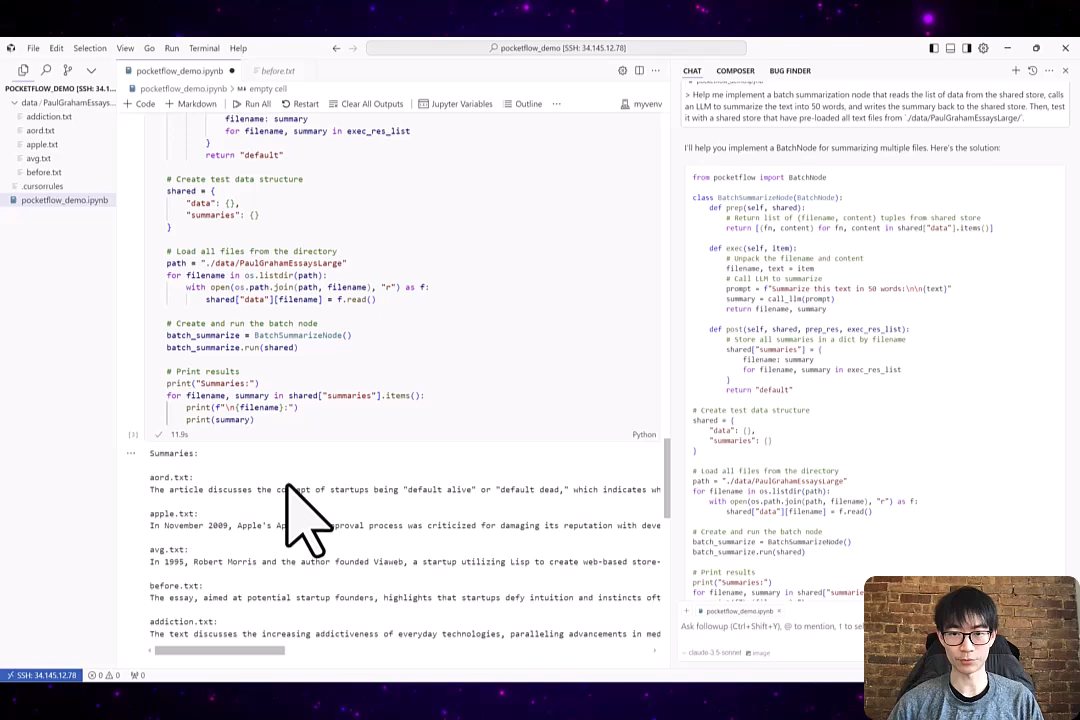 File Edit Selection View Go Run Terminal Help
pocketflow_demo [SSH: 34.145.12.78]
POCKETFLOW_DEMO [SSH: 34.145....
data / PaulGrahamEssays...
addiction.txt
aord.txt
apple.txt
avg.txt
before.txt
.cursorrules
pocketflow_demo.ipynb
pocketflow_demo.ipynb
before.txt
pocketflow_demo.ipynb > M↓ empty cell
+ Code + Markdown Run All Restart Clear All Outputs Jupyter Variables Outline ... myvenv
filename: summary
for filename, summary in exec_res_list
}
return "default"
# Create test data structure
shared = {
"data": {},
"summaries": {}
}
# Load all files from the directory
path = "./data/PaulGrahamEssaysLarge"
for filename in os.listdir(path):
with open(os.path.join(path, filename), "r") as f:
shared["data"][filename] = f.read()
# Create and run the batch node
batch_summarize = BatchSummarizeNode()
batch_summarize.run(shared)
# Print results
print("Summaries:")
for filename, summary in shared["summaries"].items():
print(f"\n{filename}:")
print(summary)
[3] ✓ 11.9s Python
Summaries:
aord.txt:
The article discusses the of startups being "default alive" or "default dead," which indicates wh
apple.txt:
In November 2009, Apple's approval process was criticized for damaging its reputation with deve
avg.txt:
In 1995, Robert Morris and the author founded Viaweb, a startup utilizing Lisp to create web-based store-
before.txt:
The essay, aimed at potential startup founders, highlights that startups defy intuition and instincts oft
addiction.txt:
The text discusses the increasing addictiveness of everyday technologies, paralleling advancements in med
CHAT COMPOSER BUG FINDER
> Help me implement a batch summarization node that reads the list of data from the shared store, calls
an LLM to summarize the text into 50 words, and writes the summary back to the shared store. Then,
test it with a shared store that have pre-loaded all text files from `./data/PaulGrahamEssaysLarge/`.
I'll help you implement a BatchNode for summarizing multiple files. Here's the solution:
from pocketflow import BatchNode
class BatchSummarizeNode(BatchNode):
def prep(self, shared):
# Return list of (filename, content) tuples from shared store
return [(fn, content) for fn, content in shared["data"].items()]
def exec(self, item):
# Unpack the filename and content
filename, text = item
# Call LLM to summarize
prompt = f"Summarize this text in 50 words:\n\n{text}"
summary = call_llm(prompt)
return filename, summary
def post(self, shared, prep_res, exec_res_list):
# Store all summaries in a dict by filename
shared["summaries"] = {
filename: summary
for filename, summary in exec_res_list
}
return "default"
# Create test data structure
shared = {
"data": {},
"summaries": {}
}
# Load all files from the directory
path = "./data/PaulGrahamEssaysLarge"
for filename in os.listdir(path):
with open(os.path.join(path, filename), "r") as f:
shared["data"][filename] = f.read()
# Create and run the batch node
batch_summarize = BatchSummarizeNode()
batch_summarize.run(shared)
# Print results
print("Summaries:")
for filename, summary in shared["summarie
+ pocketflow_demo.ipynb ×
Ask followup (Ctrl+Shift+Y), @ to mention, ↑ to sel
claude-3.5-sonnet image
SSH: 34.145.12.78 0 0 0